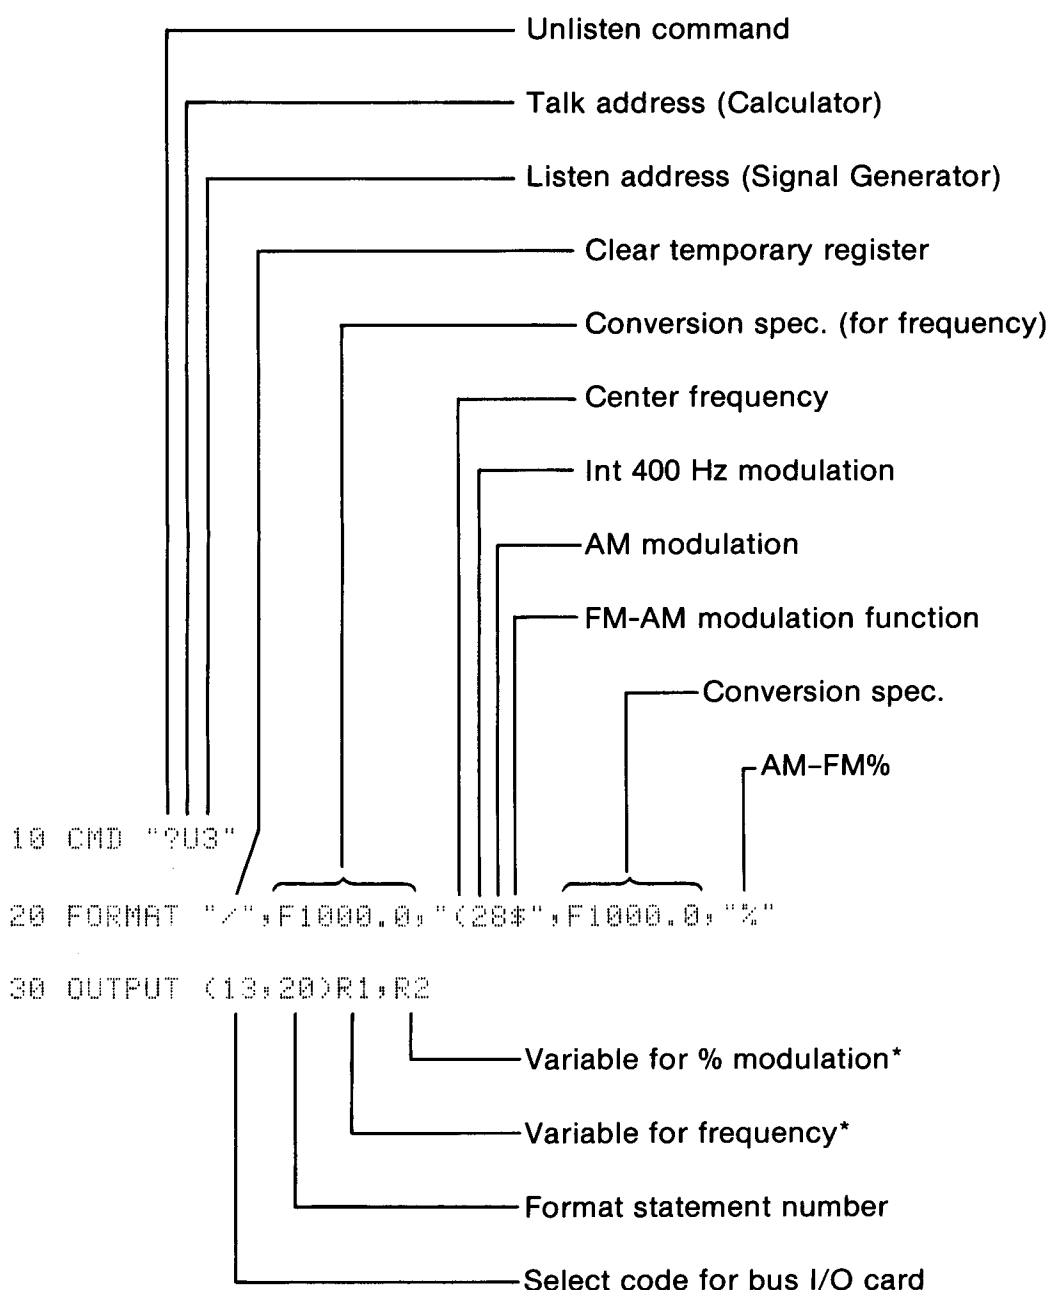 Unlisten command
Talk address (Calculator)
Listen address (Signal Generator)
Clear temporary register
Conversion spec. (for frequency)
Center frequency
Int 400 Hz modulation
AM modulation
FM-AM modulation function
Conversion spec.
AM-FM%
10 CMD "?U3"
20 FORMAT "/",F1000.0,"(28$",F1000.0,"%"
30 OUTPUT (13,20)R1,R2
Variable for % modulation*
Variable for frequency*
Format statement number
Select code for bus I/O card